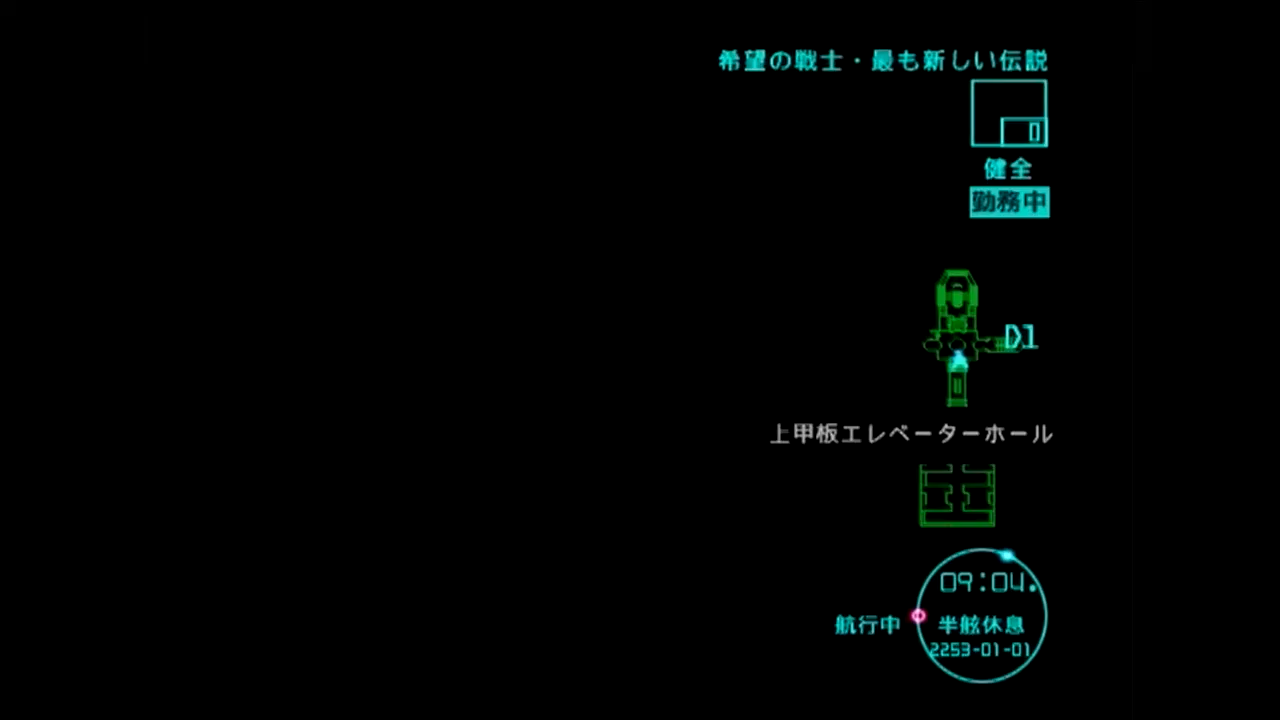 希望の戦士・最も新しい伝説
0
健全
勤務中
D1
上甲板エレベーターホール
09:04.
航行中
半舷休息
2253-01-01